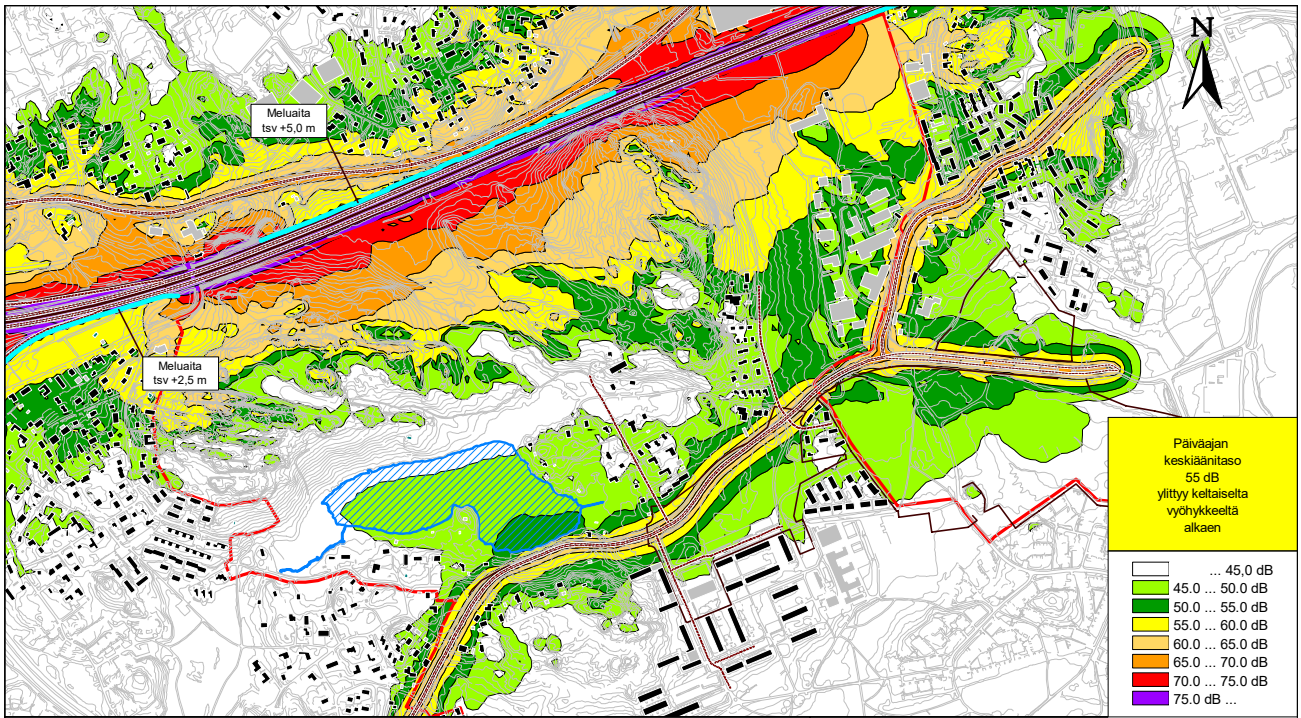 N
Meluaita
tsv +5,0 m
Meluaita
tsv +2,5 m
Päiväajan
keskiäänitaso
55 dB
ylittyy keltaiselta
vyöhykkeeltä
alkaen
... 45,0 dB
45.0 ... 50.0 dB
50.0 ... 55.0 dB
55.0 ... 60.0 dB
60.0 ... 65.0 dB
65.0 ... 70.0 dB
70.0 ... 75.0 dB
75.0 dB ...